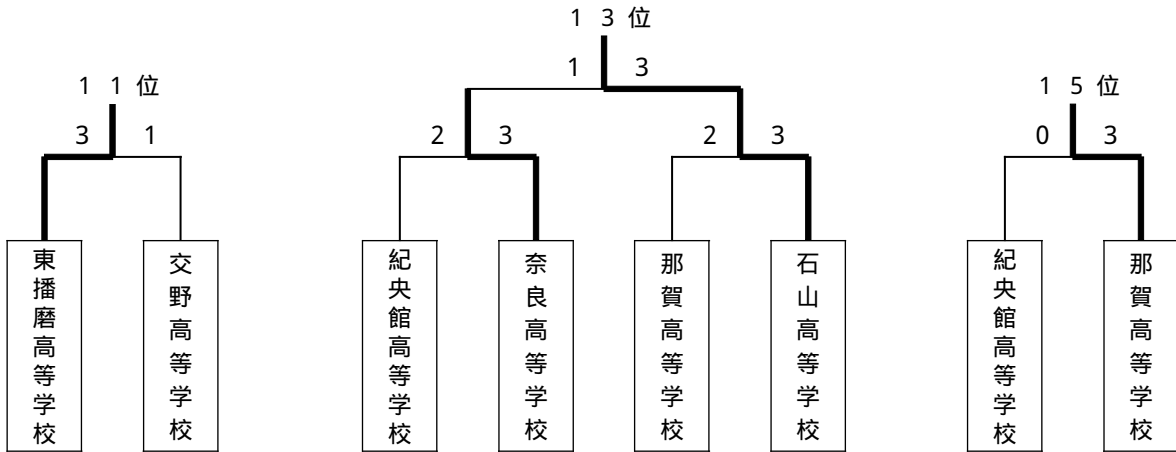 １１位
3 1
東播磨高等学校
交野高等学校
１３位
1 3
2 3
2 3
紀央館高等学校
奈良高等学校
那賀高等学校
石山高等学校
１５位
0 3
紀央館高等学校
那賀高等学校